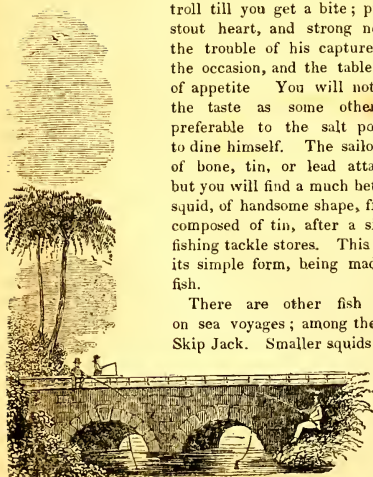 troll till you get a bite; p
stout heart, and strong n
the trouble of his capture
the occasion, and the table
of appetite You will not
the taste as some othe
preferable to the salt po
to dine himself. The sailo
of bone, tin, or lead atta
but you will find a much be
squid, of handsome shape, f
composed of tin, after a s
fishing tackle stores. This
its simple form, being mad
fish.
There are other fish
on sea voyages; among the
Skip Jack. Smaller squids